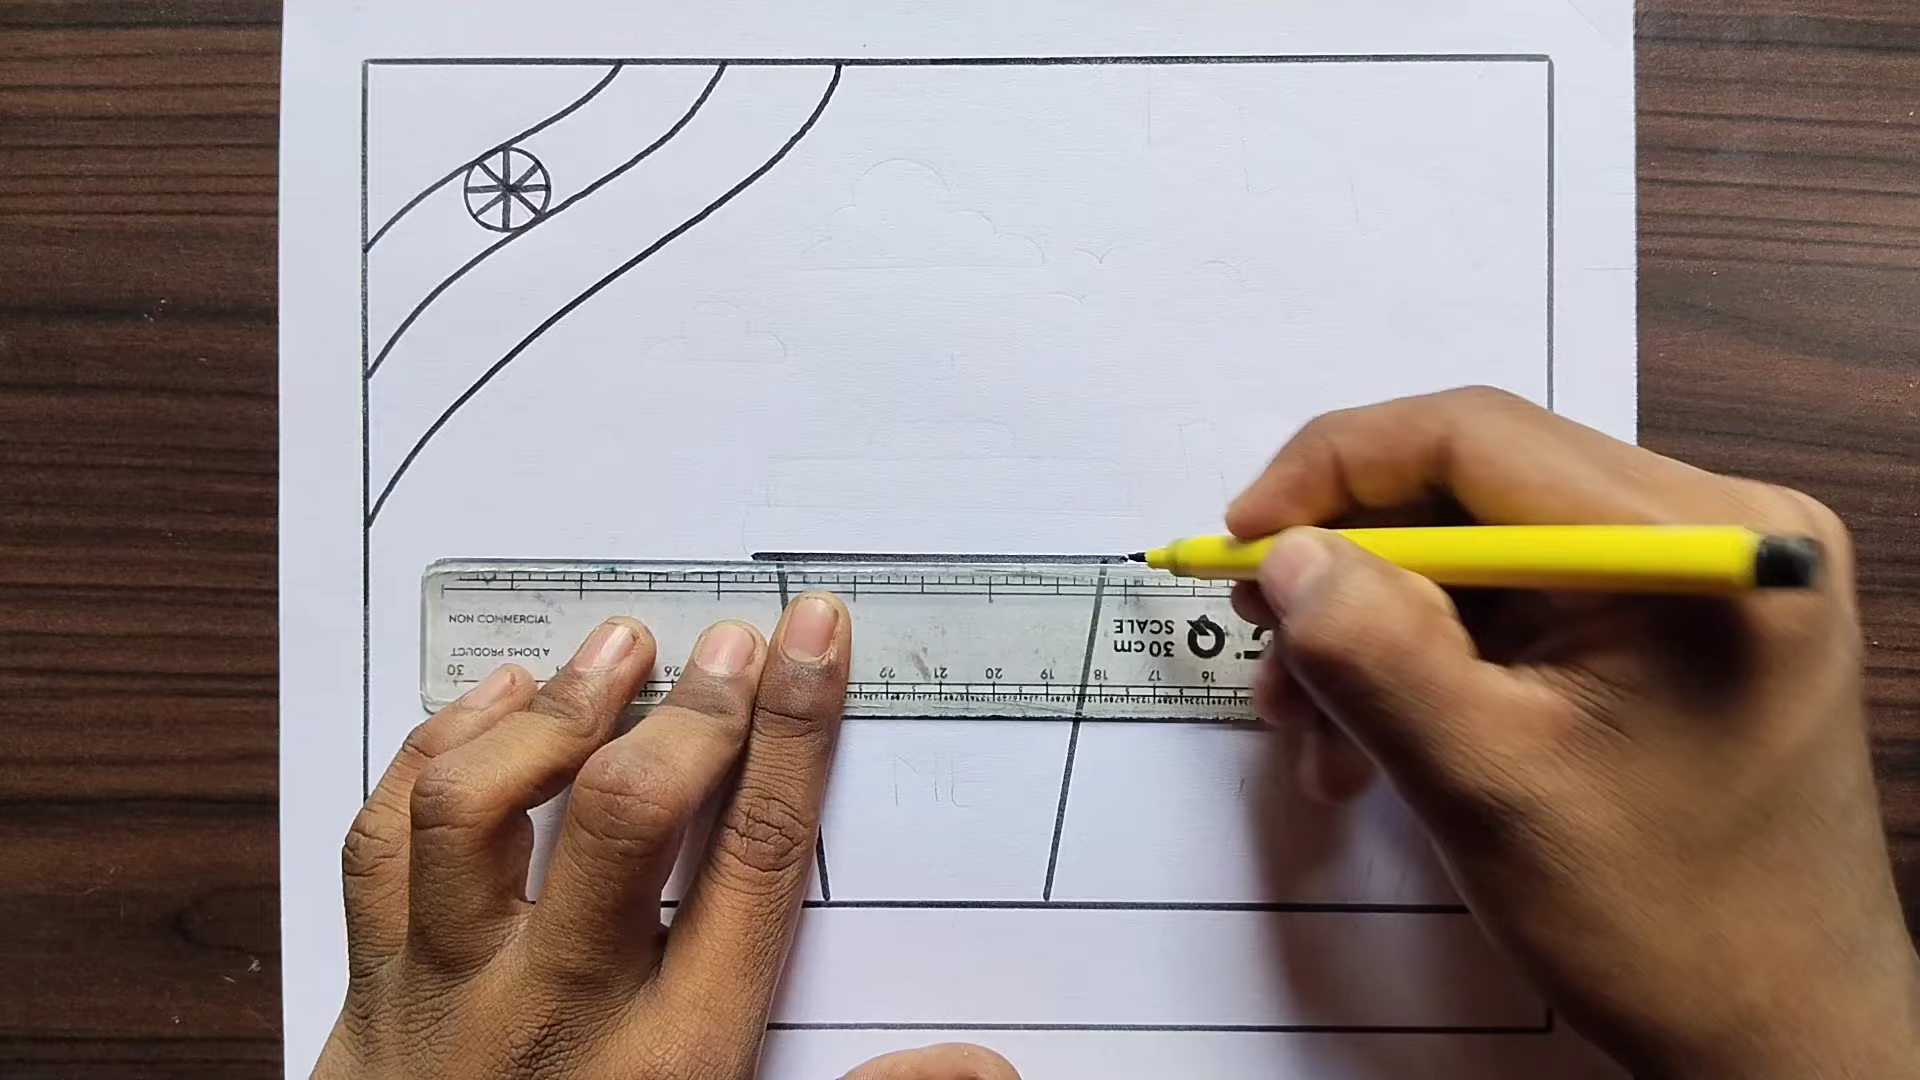 NON COMMERCIAL
A DOMS PRODUCT
30 cm
SCALE
Q
30 26 22 21 20 19 18 17 16